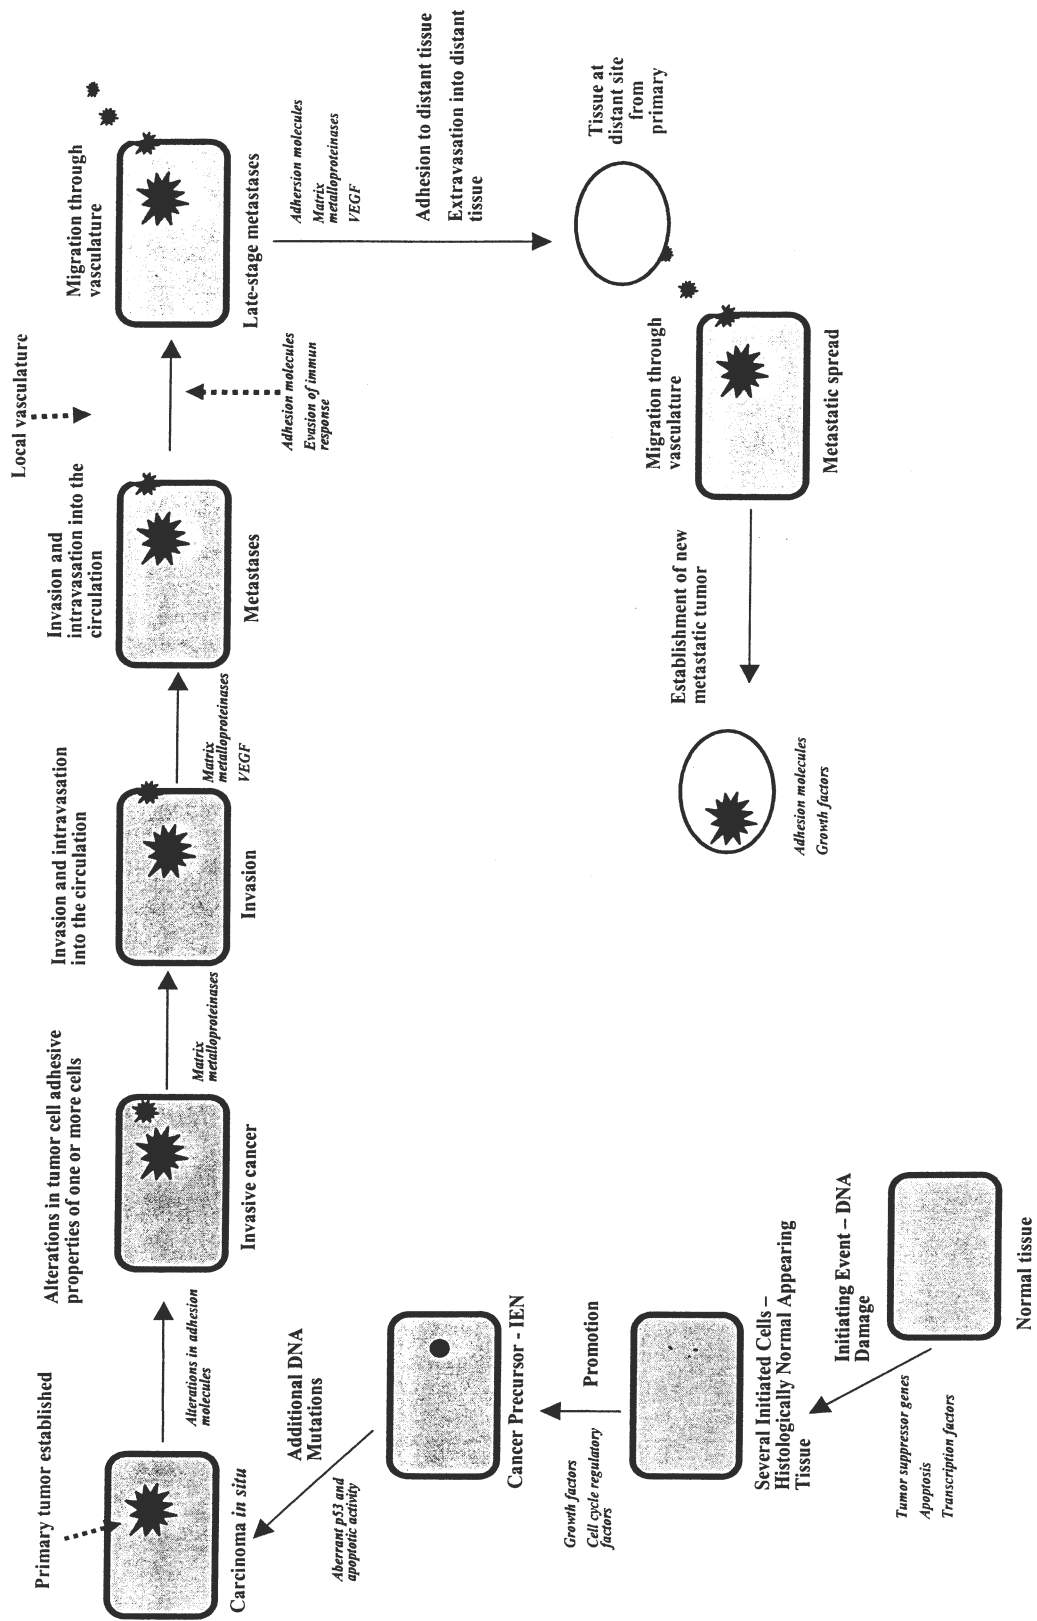 Primary tumor established
Carcinoma in situ
Alterations in adhesion
molecules
Alterations in tumor cell adhesive
properties of one or more cells
Invasive cancer
Matrix
metalloproteinases
Invasion and intravasation
into the circulation
Invasion
Matrix
metalloproteinases
VEGF
Invasion and
intravasation into the
circulation
Metastases
Local vasculature
Adhesion molecules
Evasion of immun
response
Migration through
vasculature
Late-stage metastases
Adhersion molecules
Matrix
metalloproteinases
VEGF
Adhesion to distant tissue
Extravasation into distant
tissue
Tissue at
distant site
from
primary
Migration through
vasculature
Metastatic spread
Establishment of new
metastatic tumor
Adhesion molecules
Growth factors
Additional DNA
Mutations
Aberrant p53 and
apoptotic activity
Cancer Precursor - IEN
Promotion
Growth factors
Cell cycle regulatory
factors
Several Initiated Cells –
Histologically Normal Appearing
Tissue
Initiating Event – DNA
Damage
Tumor suppressor genes
Apoptosis
Transcription factors
Normal tissue